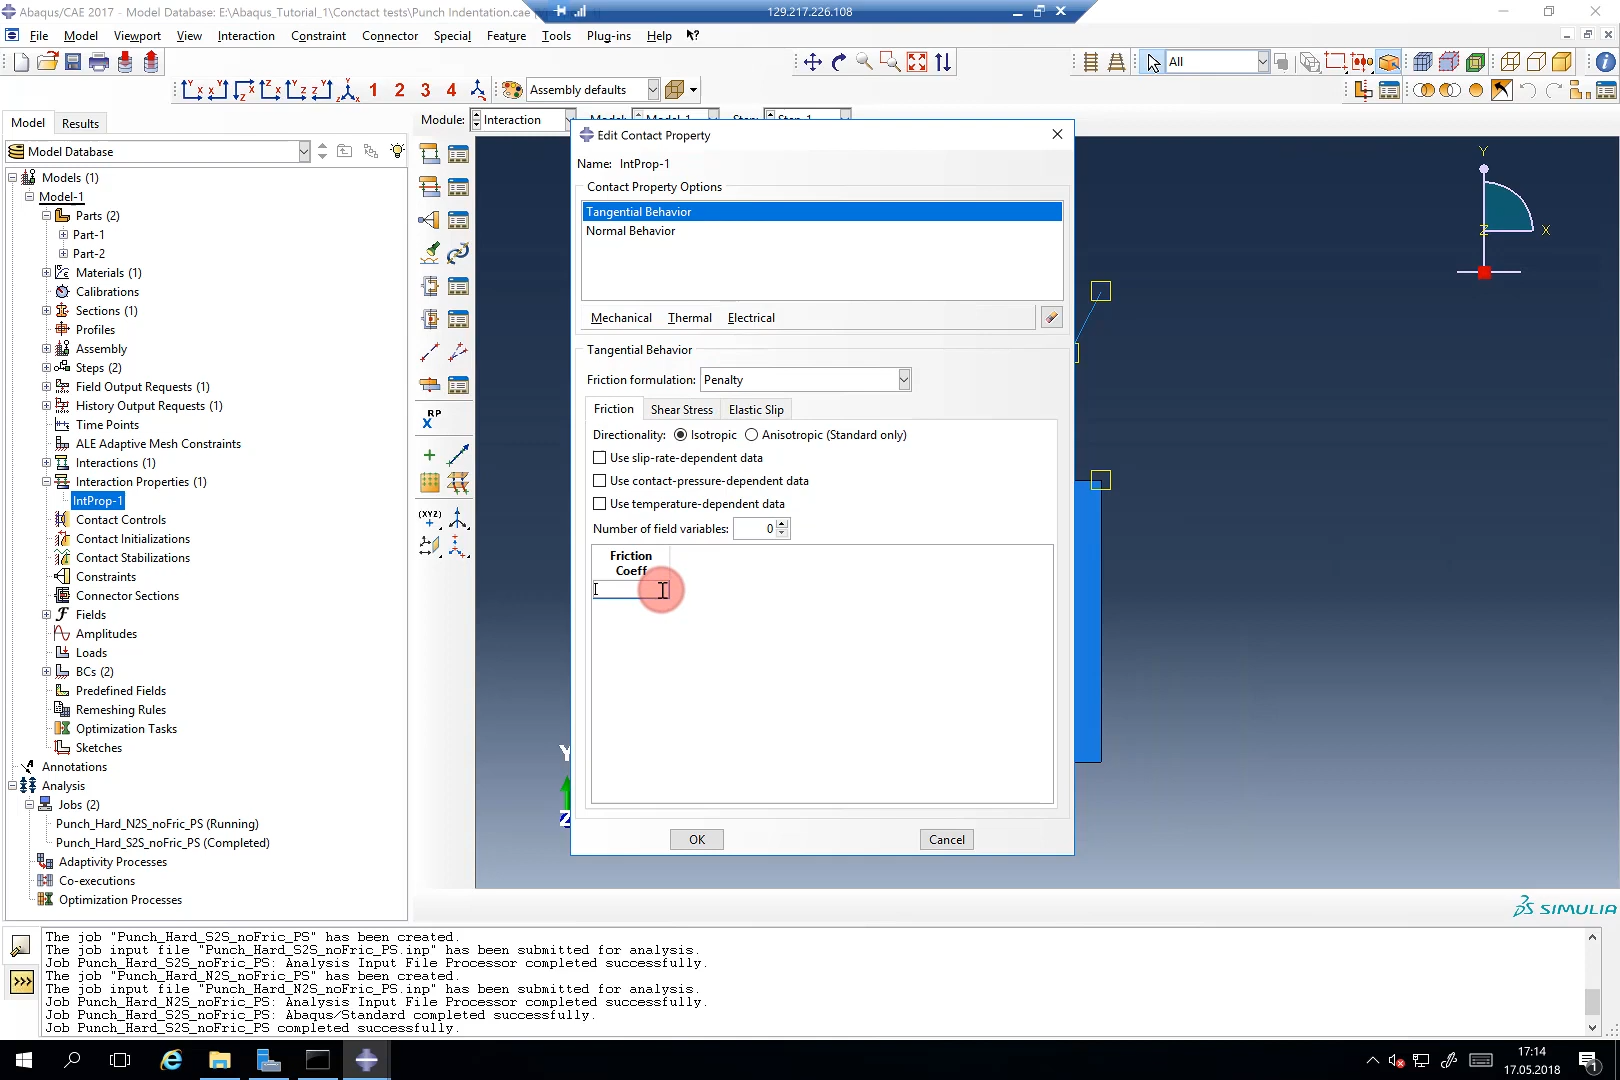 Abaqus/CAE 2017 - Model Database: E:\Abaqus_Tutorial_1\Conctact tests\Punch Indentation.cae
129.217.226.108
File Model Viewport View Interaction Constraint Connector Special Feature Tools Plug-ins Help
All
1 2 3 4 Assembly defaults
Model Results Module: Interaction
Model Database
Models (1)
Model-1
Parts (2)
Part-1
Part-2
Materials (1)
Calibrations
Sections (1)
Profiles
Assembly
Steps (2)
Field Output Requests (1)
History Output Requests (1)
Time Points
ALE Adaptive Mesh Constraints
Interactions (1)
Interaction Properties (1)
IntProp-1
Contact Controls
Contact Initializations
Contact Stabilizations
Constraints
Connector Sections
Fields
Amplitudes
Loads
BCs (2)
Predefined Fields
Remeshing Rules
Optimization Tasks
Sketches
Annotations
Analysis
Jobs (2)
Punch_Hard_N2S_noFric_PS (Running)
Punch_Hard_S2S_noFric_PS (Completed)
Adaptivity Processes
Co-executions
Optimization Processes
RP
(XYZ)
Edit Contact Property
Name: IntProp-1
Contact Property Options
Tangential Behavior
Normal Behavior
Mechanical Thermal Electrical
Tangential Behavior
Friction formulation: Penalty
Friction Shear Stress Elastic Slip
Directionality: Isotropic Anisotropic (Standard only)
Use slip-rate-dependent data
Use contact-pressure-dependent data
Use temperature-dependent data
Number of field variables: 0
Friction
Coeff
OK Cancel
Y
X
Z
Y
Z
SIMULIA
The job "Punch_Hard_S2S_noFric_PS" has been created.
The job input file "Punch_Hard_S2S_noFric_PS.inp" has been submitted for analysis.
Job Punch_Hard_S2S_noFric_PS: Analysis Input File Processor completed successfully.
The job "Punch_Hard_N2S_noFric_PS" has been created.
The job input file "Punch_Hard_N2S_noFric_PS.inp" has been submitted for analysis.
Job Punch_Hard_N2S_noFric_PS: Analysis Input File Processor completed successfully.
Job Punch_Hard_S2S_noFric_PS: Abaqus/Standard completed successfully.
Job Punch_Hard_S2S_noFric_PS completed successfully.
17:14
17.05.2018
1